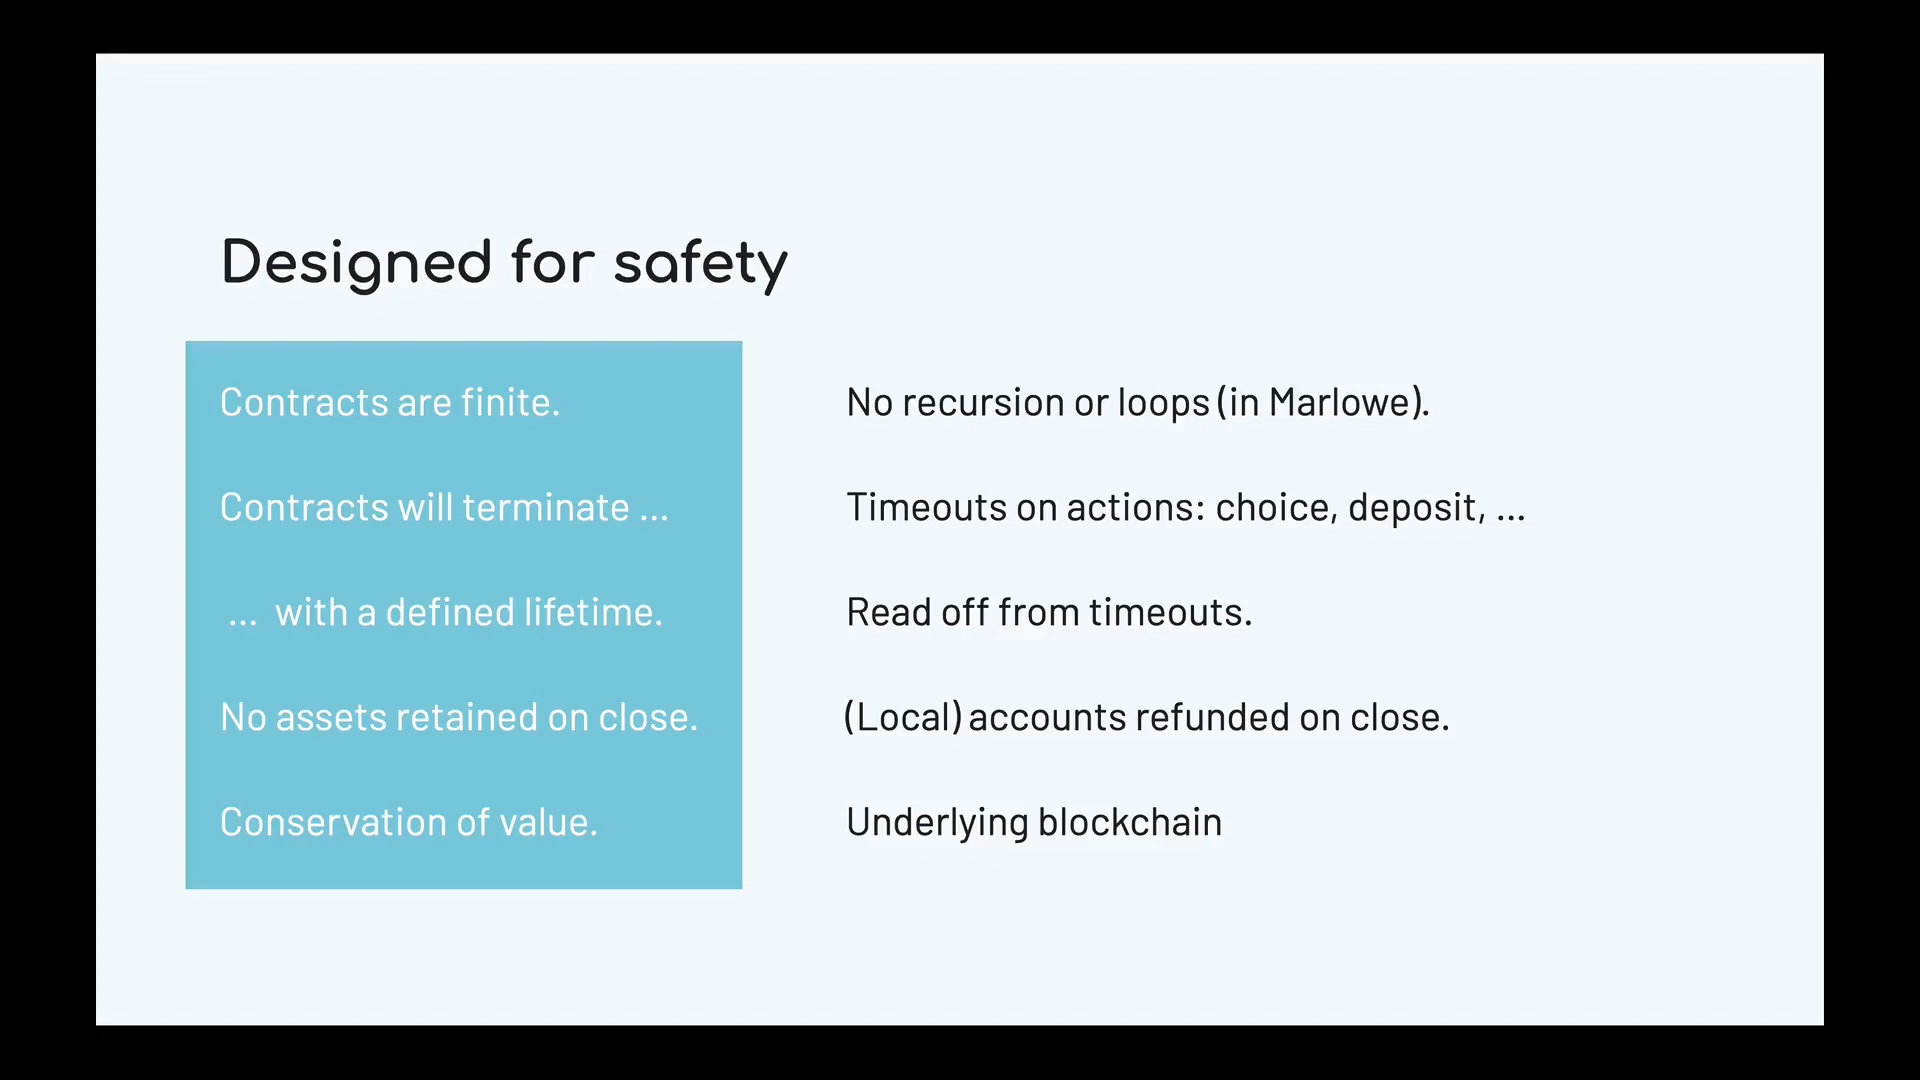 Designed for safety
Contracts are finite.
No recursion or loops (in Marlowe).
Contracts will terminate ...
Timeouts on actions: choice, deposit, ...
... with a defined lifetime.
Read off from timeouts.
No assets retained on close.
(Local) accounts refunded on close.
Conservation of value.
Underlying blockchain